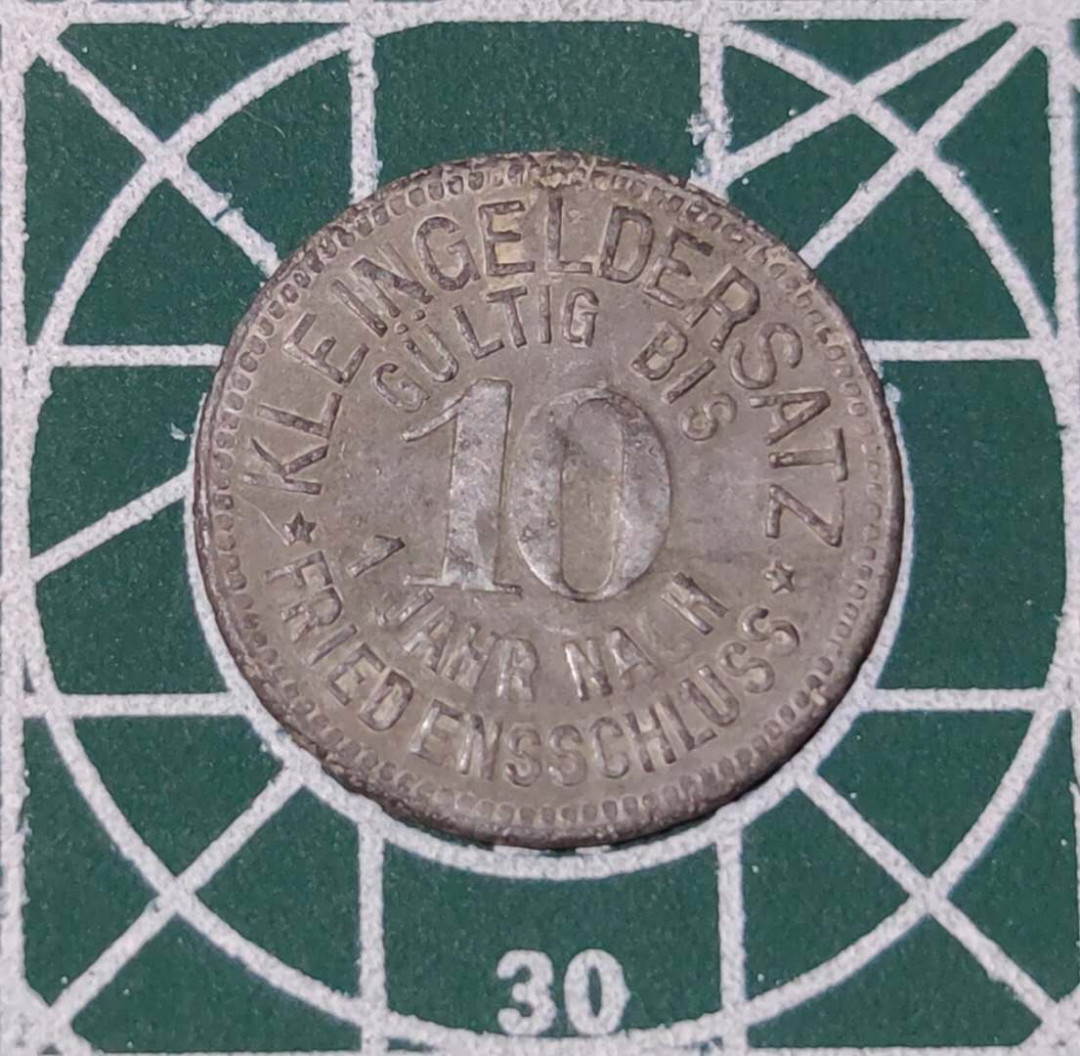 KLEINGELDERSATZ
GÜLTIG BIS
10
1 JAHR NACH
FRIEDENSSCHLUSS
30